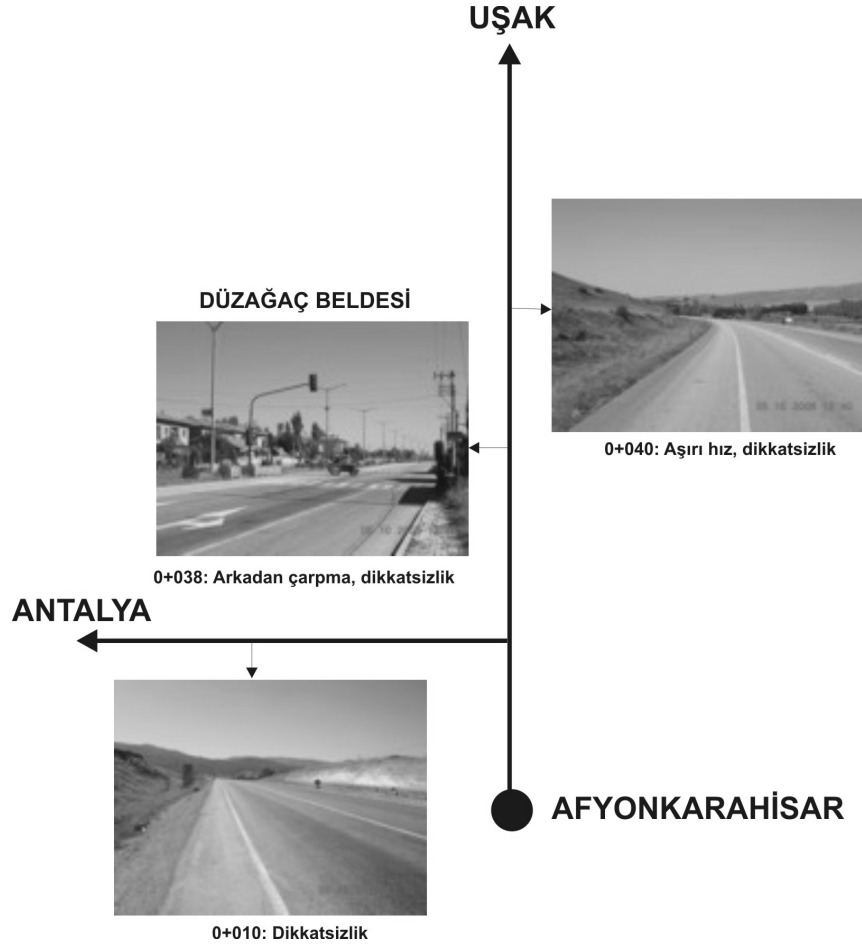 UŞAK
DÜZAĞAÇ BELDESİ
0+040: Aşırı hız, dikkatsizlik
0+038: Arkadan çarpma, dikkatsizlik
ANTALYA
AFYONKARAHİSAR
0+010: Dikkatsizlik